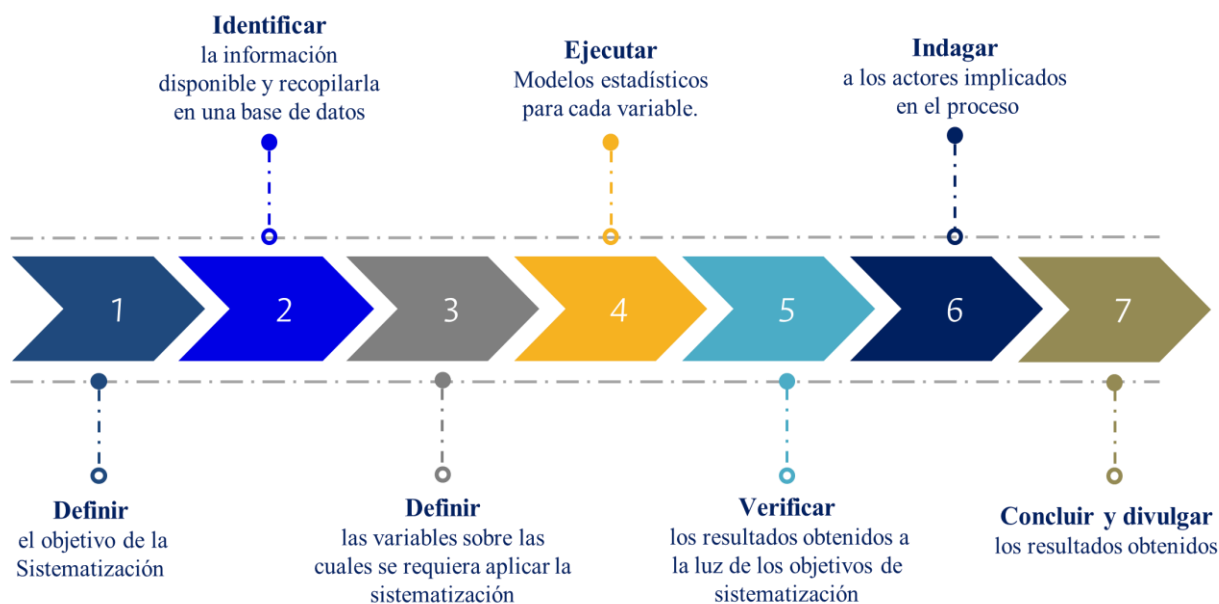 Identificar
la información
disponible y recopilarla
en una base de datos
Ejecutar
Modelos estadísticos
para cada variable.
Indagar
a los actores implicados
en el proceso
1
2
3
4
5
6
7
Definir
el objetivo de la
Sistematización
Definir
las variables sobre las
cuales se requiera aplicar la
sistematización
Verificar
los resultados obtenidos a
la luz de los objetivos de
sistematización
Concluir y divulgar
los resultados obtenidos